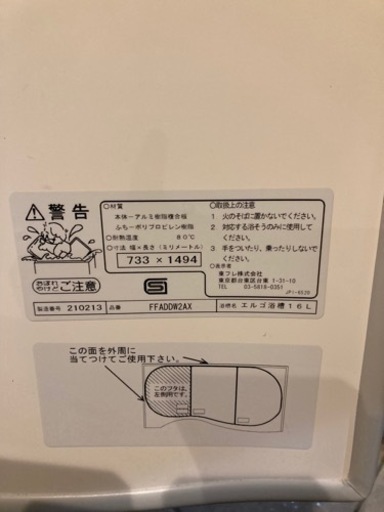 警告
おぼれ
やけど
ご注意
○材質
本体－アルミ樹脂複合板
ふち－ポリプロピレン樹脂
○耐熱温度 80℃
○寸法 幅×長さ（ミリメートル）
733 × 1494
○取扱上の注意
1. 火のそばに置かないでください。
2. 対応する浴そうのみに使用してください。
3. 手をついたり、乗ったりしないでください。
○表示者
東プレ株式会社
東京都台東区台東 1-31-10
TEL 03-5818-0351
製造番号 210213
品番 FFADDW2AX
浴槽名 エルゴ浴槽16L
この面を外周に
当てつけてご使用下さい。
このフタは、
左側用です。